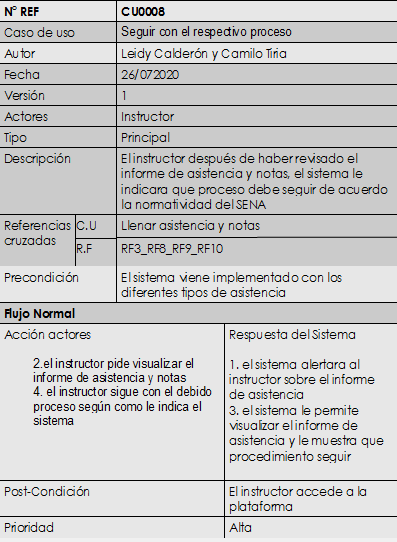 N° REF CU0008
Caso de uso Seguir con el respectivo proceso
Autor Leidy Calderón y Camilo Tiria
Fecha 26/072020
Versión 1
Actores Instructor
Tipo Principal
Descripción El instructor después de haber revisado el
informe de asistencia y notas, el sistema le
indicara que proceso debe seguir de acuerdo
la normatividad del SENA
Referencias cruzadas C.U Llenar asistencia y notas
R.F RF3_RF8_RF9_RF10
Precondición El sistema viene implementado con los
diferentes tipos de asistencia
Flujo Normal
Acción actores
2.el instructor pide visualizar el
informe de asistencia y notas
4. el instructor sigue con el debido
proceso según como le indica el
sistema
Respuesta del Sistema
1. el sistema alertara al
instructor sobre el informe
de asistencia
3. el sistema le permite
visualizar el informe de
asistencia y le muestra que
procedimiento seguir
Post-Condición El instructor accede a la
plataforma
Prioridad Alta